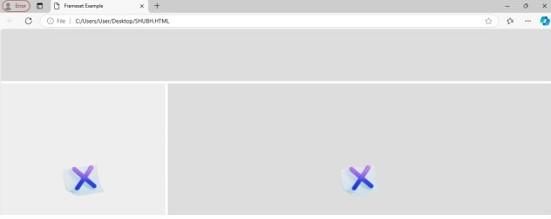 Error
Frameset Example
File
C:/Users/User/Desktop/SHUBH.HTML